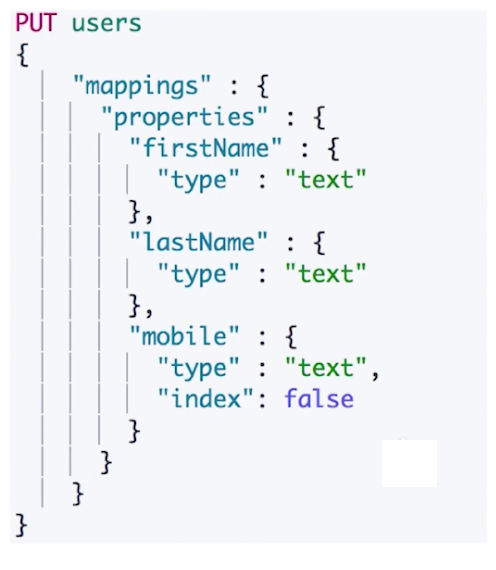 PUT users
{
"mappings" : {
"properties" : {
"firstName" : {
"type" : "text"
},
"lastName" : {
"type" : "text"
},
"mobile" : {
"type" : "text",
"index": false
}
}
}
}